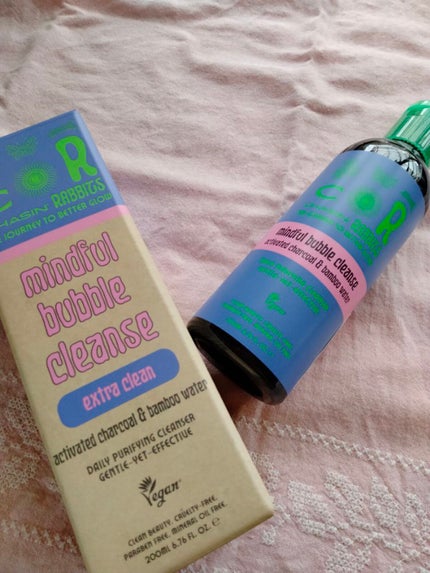 C R
HASIN' RABBITS
JOURNEY TO BETTER GLOW
mindful
bubble
cleanse
extra clean
activated charcoal & bamboo water
DAILY PURIFYING CLEANSER
GENTLE-YET-EFFECTIVE
Vegan
CLEAN BEAUTY. CRUELTY-FREE.
PARABEN FREE. MINERAL OIL FREE.
200ML 6.76 FL. OZ. e
C R
RABBITS
mindful bubble cleanse
activated charcoal & bamboo water